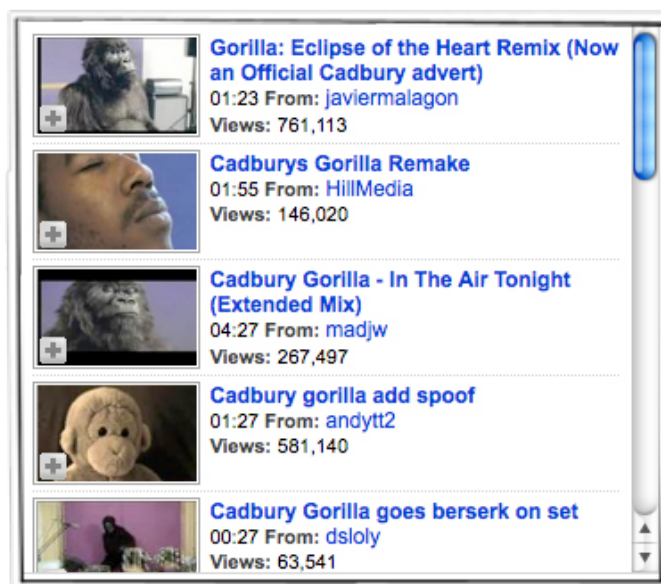 Gorilla: Eclipse of the Heart Remix (Now
an Official Cadbury advert)
01:23 From: javiermalagon
Views: 761,113
Cadburys Gorilla Remake
01:55 From: HillMedia
Views: 146,020
Cadbury Gorilla - In The Air Tonight
(Extended Mix)
04:27 From: madjw
Views: 267,497
Cadbury gorilla add spoof
01:27 From: andytt2
Views: 581,140
Cadbury Gorilla goes berserk on set
00:27 From: dsloly
Views: 63,541